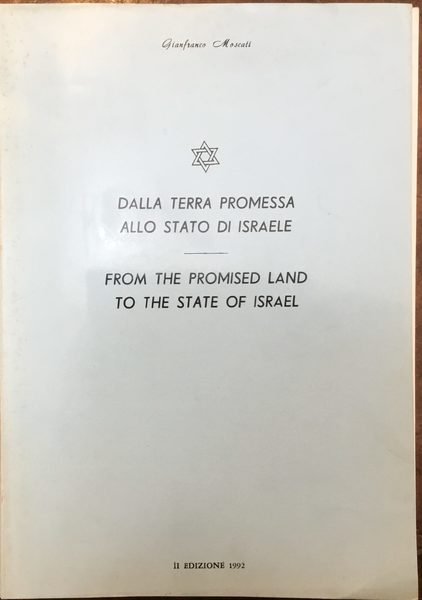 Gianfranco Moscati
DALLA TERRA PROMESSA
ALLO STATO DI ISRAELE
FROM THE PROMISED LAND
TO THE STATE OF ISRAEL
II EDIZIONE 1992